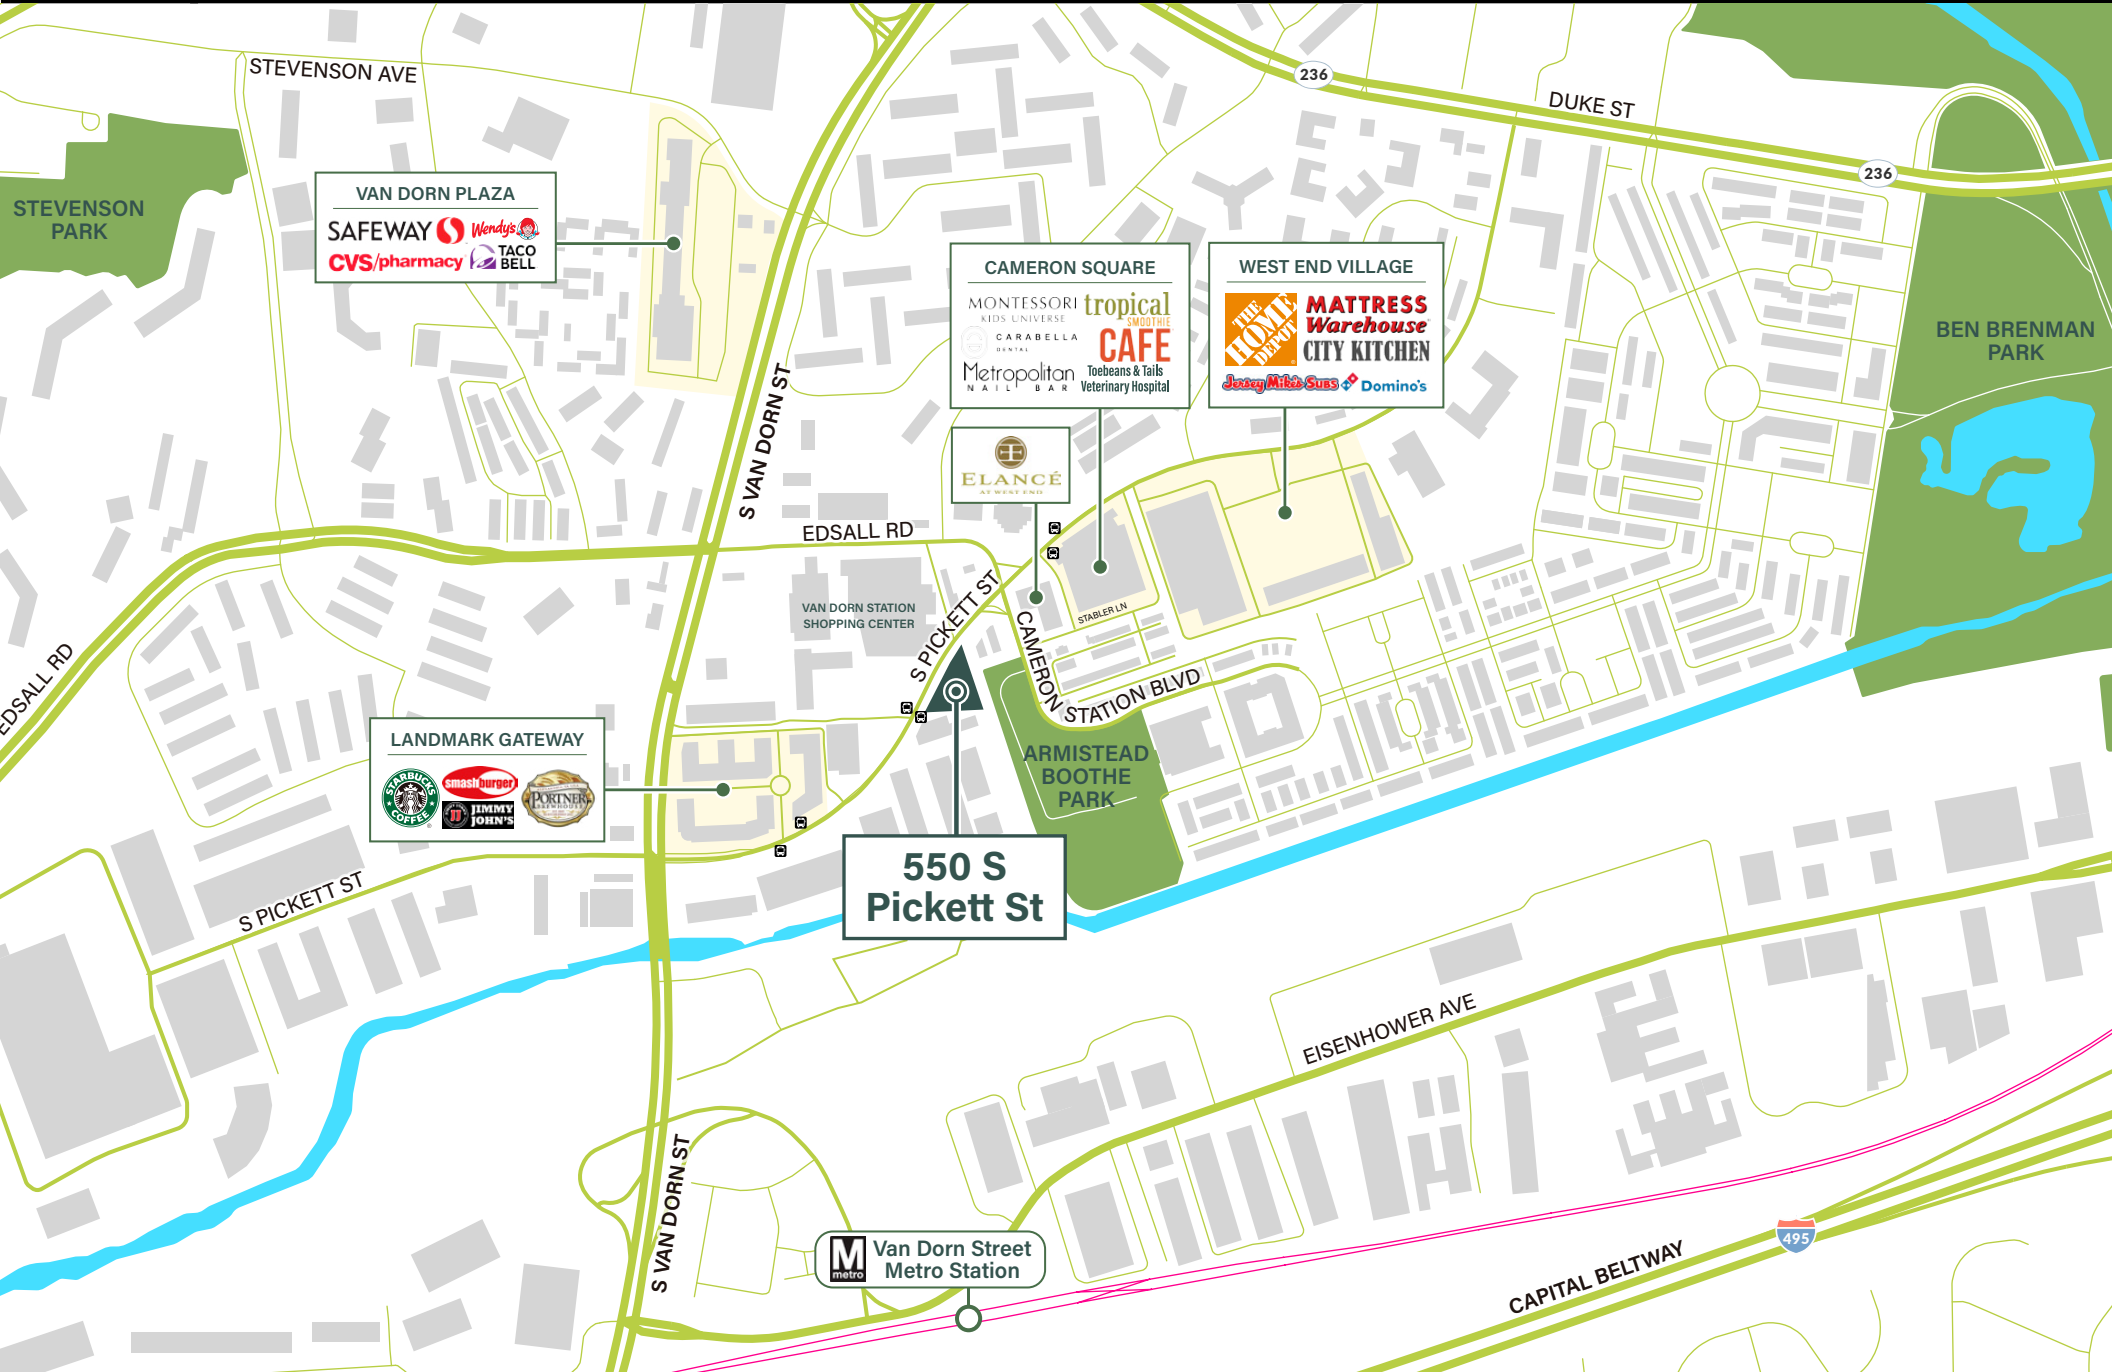 STEVENSON AVE
236
DUKE ST
236
STEVENSON
PARK
VAN DORN PLAZA
SAFEWAY
Wendy's
CVS/pharmacy
TACO
BELL
CAMERON SQUARE
MONTESSORI
KIDS UNIVERSE
tropical
SMOOTHIE
CAFE
CARABELLA
DENTAL
Metropolitan
NAIL BAR
Toebeans & Tails
Veterinary Hospital
WEST END VILLAGE
THE
HOME
DEPOT
MATTRESS
Warehouse
CITY KITCHEN
Jersey Mike's Subs
Domino's
BEN BRENMAN
PARK
S VAN DORN ST
ELANCÉ
AT WEST END
EDSALL RD
VAN DORN STATION
SHOPPING CENTER
S PICKETT ST
STABLER LN
CAMERON
STATION BLVD
EDSALL RD
LANDMARK GATEWAY
STARBUCKS
COFFEE
smashburger
JJ
JIMMY
JOHN'S
PORTNER
BREWHOUSE
ARMISTEAD
BOOTHE
PARK
550 S
Pickett St
S PICKETT ST
EISENHOWER AVE
S VAN DORN ST
M
metro
Van Dorn Street
Metro Station
CAPITAL BELTWAY
495